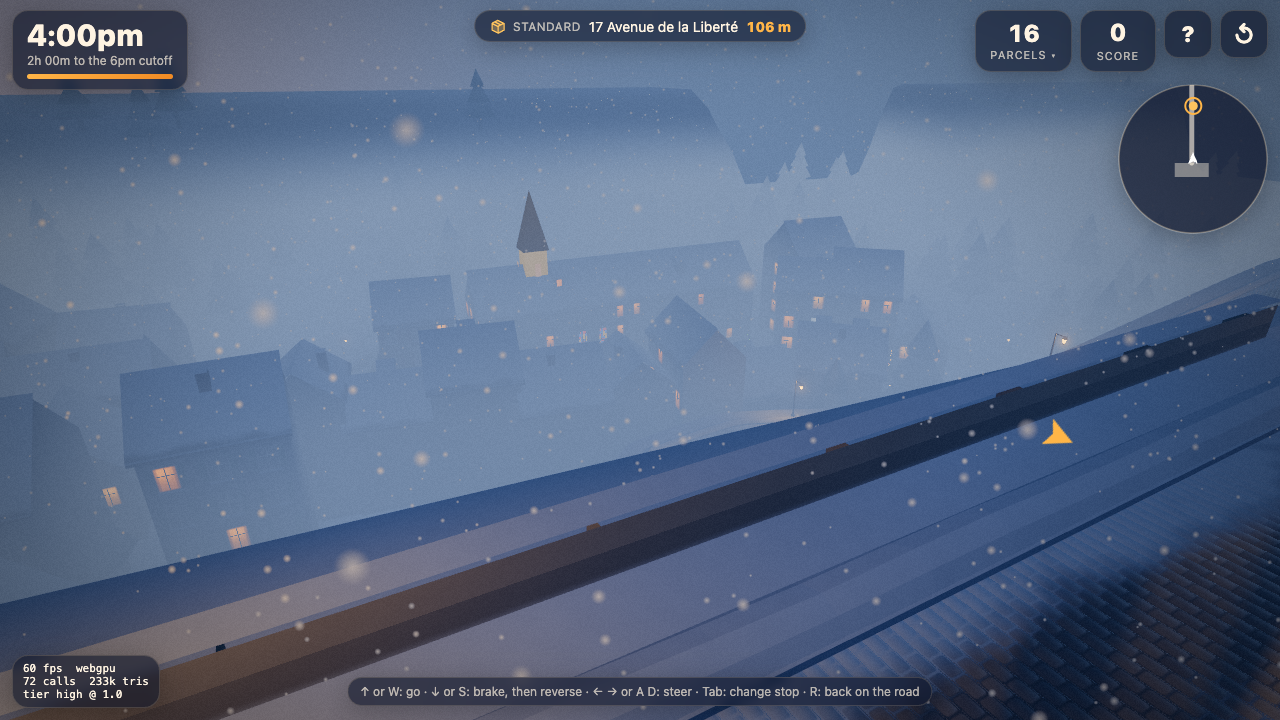 4:00pm
2h 00m to the 6pm cutoff
STANDARD 17 Avenue de la Liberté 106 m
16
PARCELS ▾
0
SCORE
?
60 fps webgpu
72 calls 233k tris
tier high @ 1.0
↑ or W: go · ↓ or S: brake, then reverse · ← → or A D: steer · Tab: change stop · R: back on the road